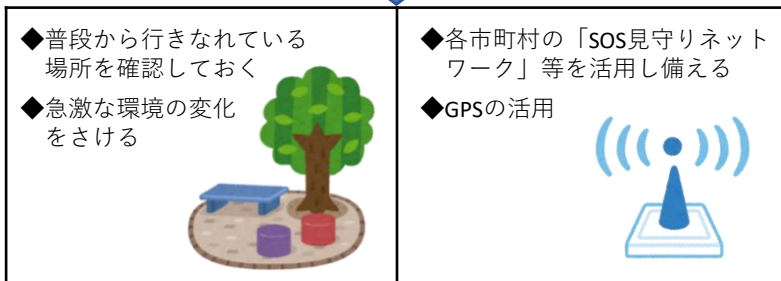 ◆普段から行きなれている
場所を確認しておく
◆急激な環境の変化
をさける
◆各市町村の「SOS見守りネット
ワーク」等を活用し備える
◆GPSの活用